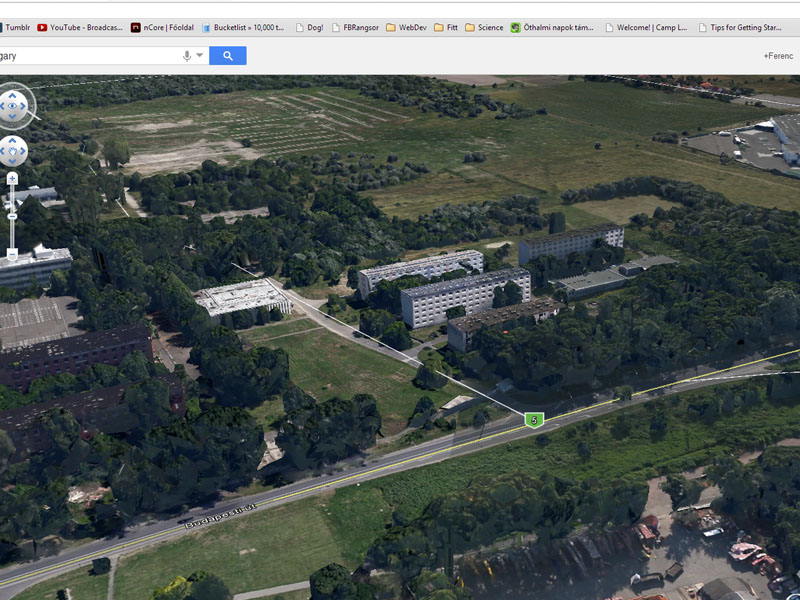 Tumblr YouTube - Broadcas... nCore | Főoldal Bucketlist » 10,000 t... Dog! FBRangsor WebDev Fitt Science Öthalmi napok tám... Welcome! | Camp L... Tips for Getting Star...
gary
+Ferenc
5
Budapesti út